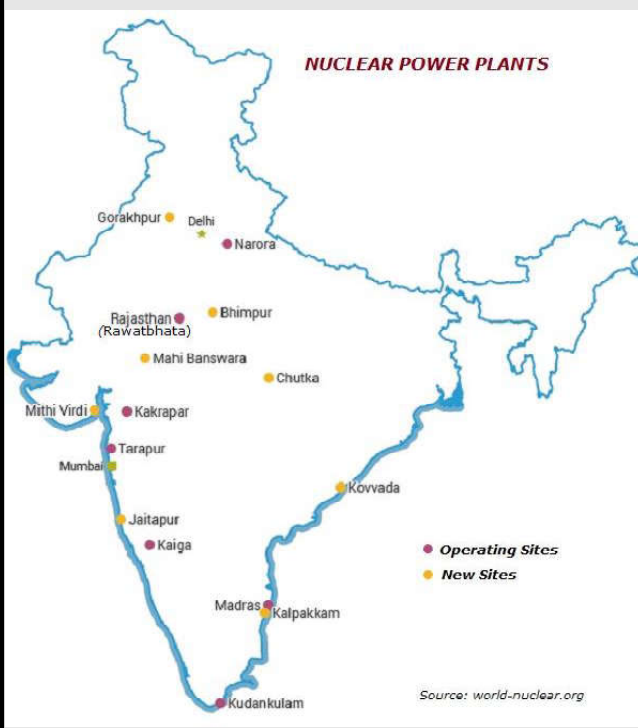 NUCLEAR POWER PLANTS
Gorakhpur
Delhi
Narora
Rajasthan
(Rawatbhata)
Bhimpur
Mahi Banswara
Chutka
Mithi Virdi
Kakrapar
Tarapur
Mumbai
Kovvada
Jaitapur
Kaiga
Operating Sites
New Sites
Madras
Kalpakkam
Kudankulam
Source: world-nuclear.org